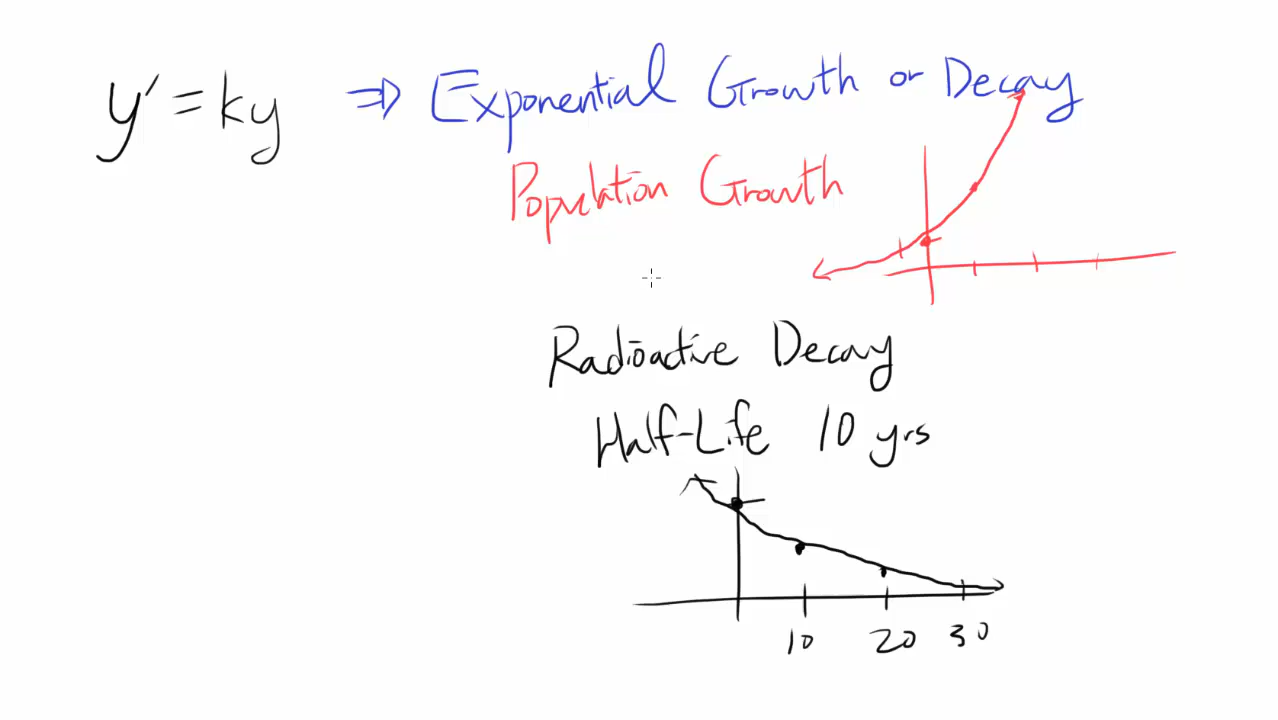 y' = ky ⇒ Exponential Growth or Decay
Population Growth
Radioactive Decay
Half-Life 10 yrs
10 20 30